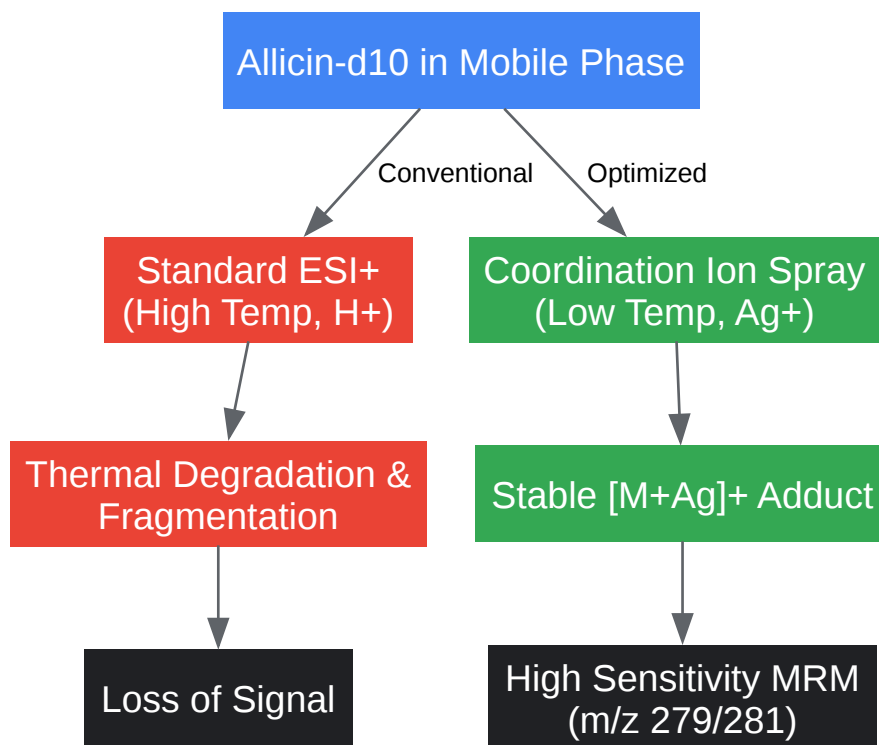 Allicin-d10 in Mobile Phase
Conventional
Optimized
Standard ESI+
(High Temp, H+)
Coordination Ion Spray
(Low Temp, Ag+)
Thermal Degradation &
Fragmentation
Stable [M+Ag]+ Adduct
Loss of Signal
High Sensitivity MRM
(m/z 279/281)